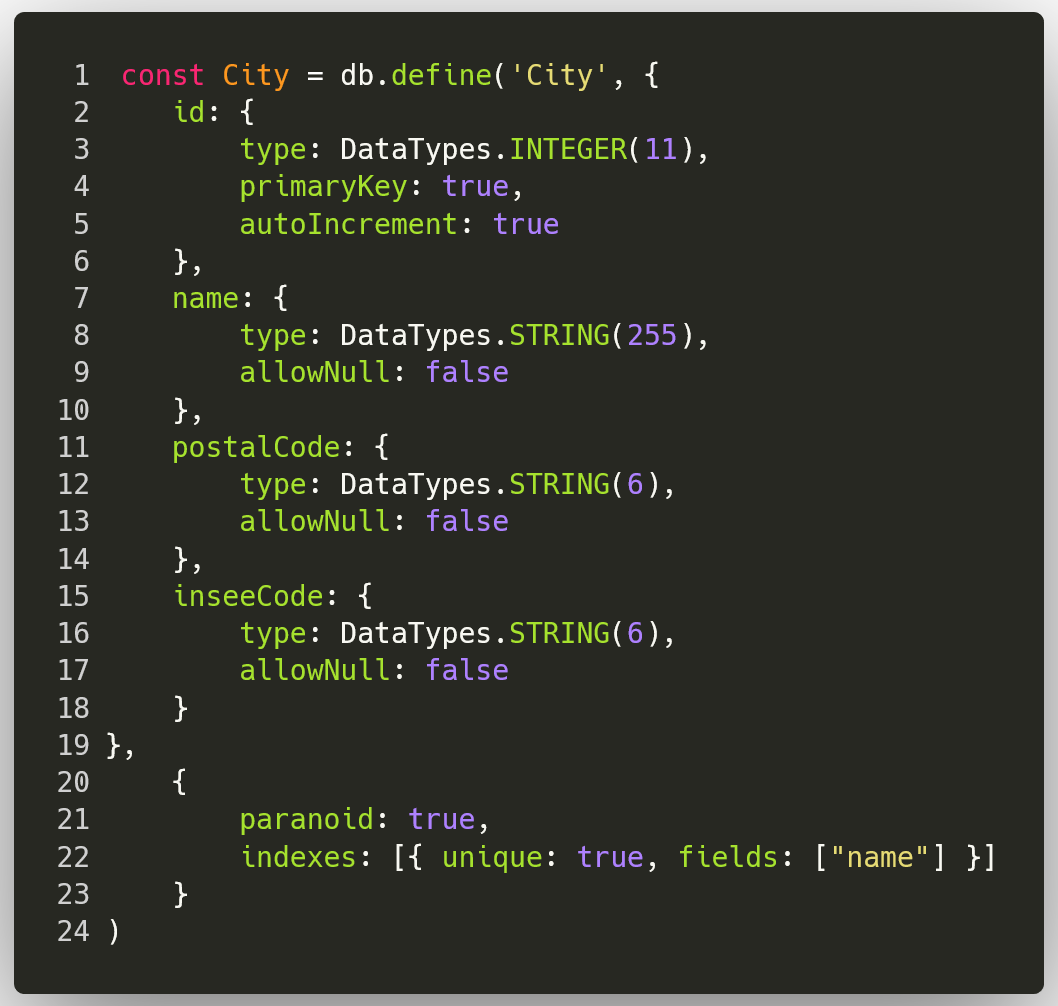 1 const City = db.define('City', {
2     id: {
3         type: DataTypes.INTEGER(11),
4         primaryKey: true,
5         autoIncrement: true
6     },
7     name: {
8         type: DataTypes.STRING(255),
9         allowNull: false
10     },
11     postalCode: {
12         type: DataTypes.STRING(6),
13         allowNull: false
14     },
15     inseeCode: {
16         type: DataTypes.STRING(6),
17         allowNull: false
18     }
19 },
20     {
21         paranoid: true,
22         indexes: [{ unique: true, fields: ["name"] }]
23     }
24 )